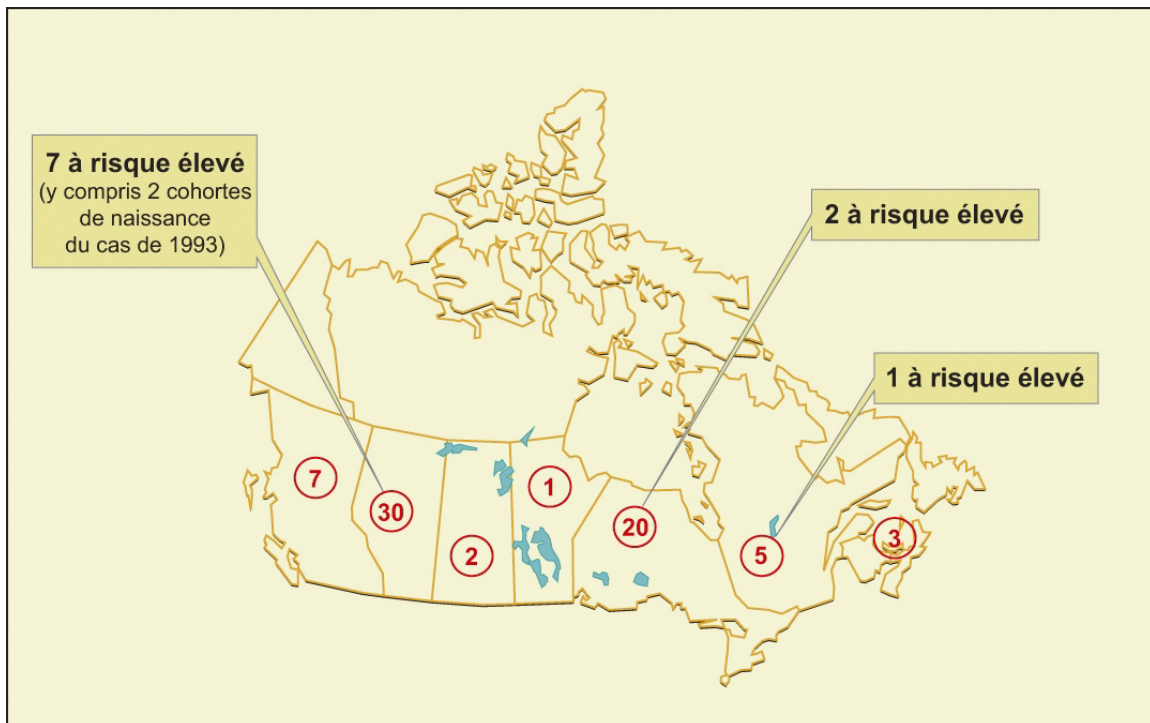 7 à risque élevé
(y compris 2 cohortes
de naissance
du cas de 1993)
2 à risque élevé
1 à risque élevé
7
30
2
1
20
5
3